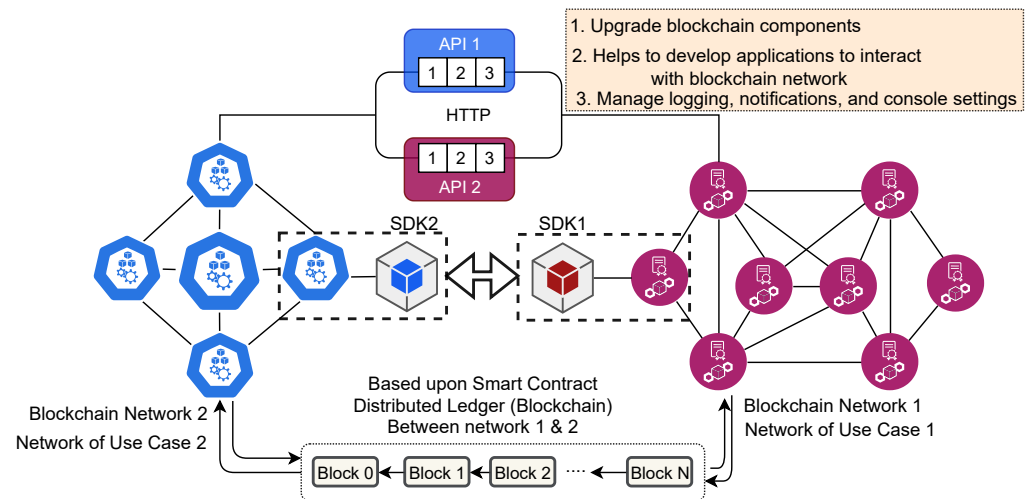 API 1
1 2 3
HTTP
1 2 3
API 2
1. Upgrade blockchain components
2. Helps to develop applications to interact
with blockchain network
3. Manage logging, notifications, and console settings
SDK2
SDK1
Based upon Smart Contract
Distributed Ledger (Blockchain)
Between network 1 & 2
Blockchain Network 2
Network of Use Case 2
Blockchain Network 1
Network of Use Case 1
Block 0
Block 1
Block 2
....
Block N